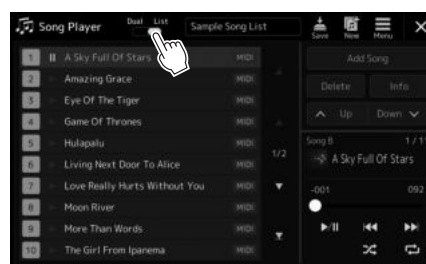 Song Player Dual List Sample Song List Save New Menu
1 A Sky Full Of Stars MIDI
2 Amazing Grace MIDI
3 Eye Of The Tiger MIDI
4 Game Of Thrones MIDI
5 Hulapalu MIDI
6 Living Next Door To Alice MIDI
7 Love Really Hurts Without You MIDI
8 Moon River MIDI
9 More Than Words MIDI
10 The Girl From Ipanema MIDI
1/2
Add Song
Delete Info
Up Down
Song B
A Sky Full Of Stars
-001 092